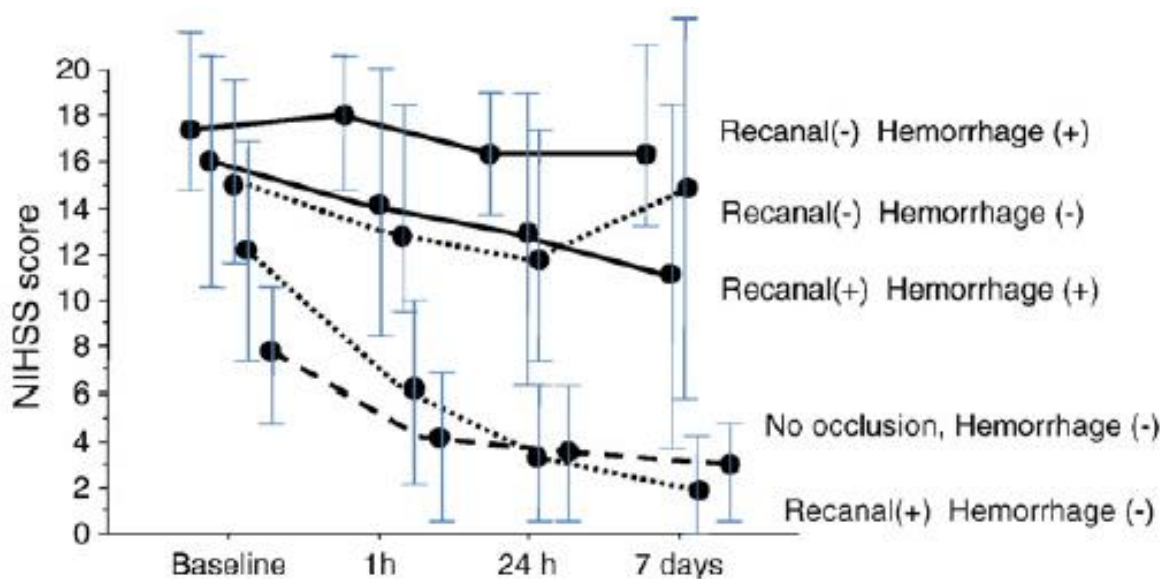 NIHSS score
20
18
16
14
12
10
8
6
4
2
0
Baseline 1h 24 h 7 days
Recanal(-) Hemorrhage (+)
Recanal(-) Hemorrhage (-)
Recanal(+) Hemorrhage (+)
No occlusion, Hemorrhage (-)
Recanal(+) Hemorrhage (-)